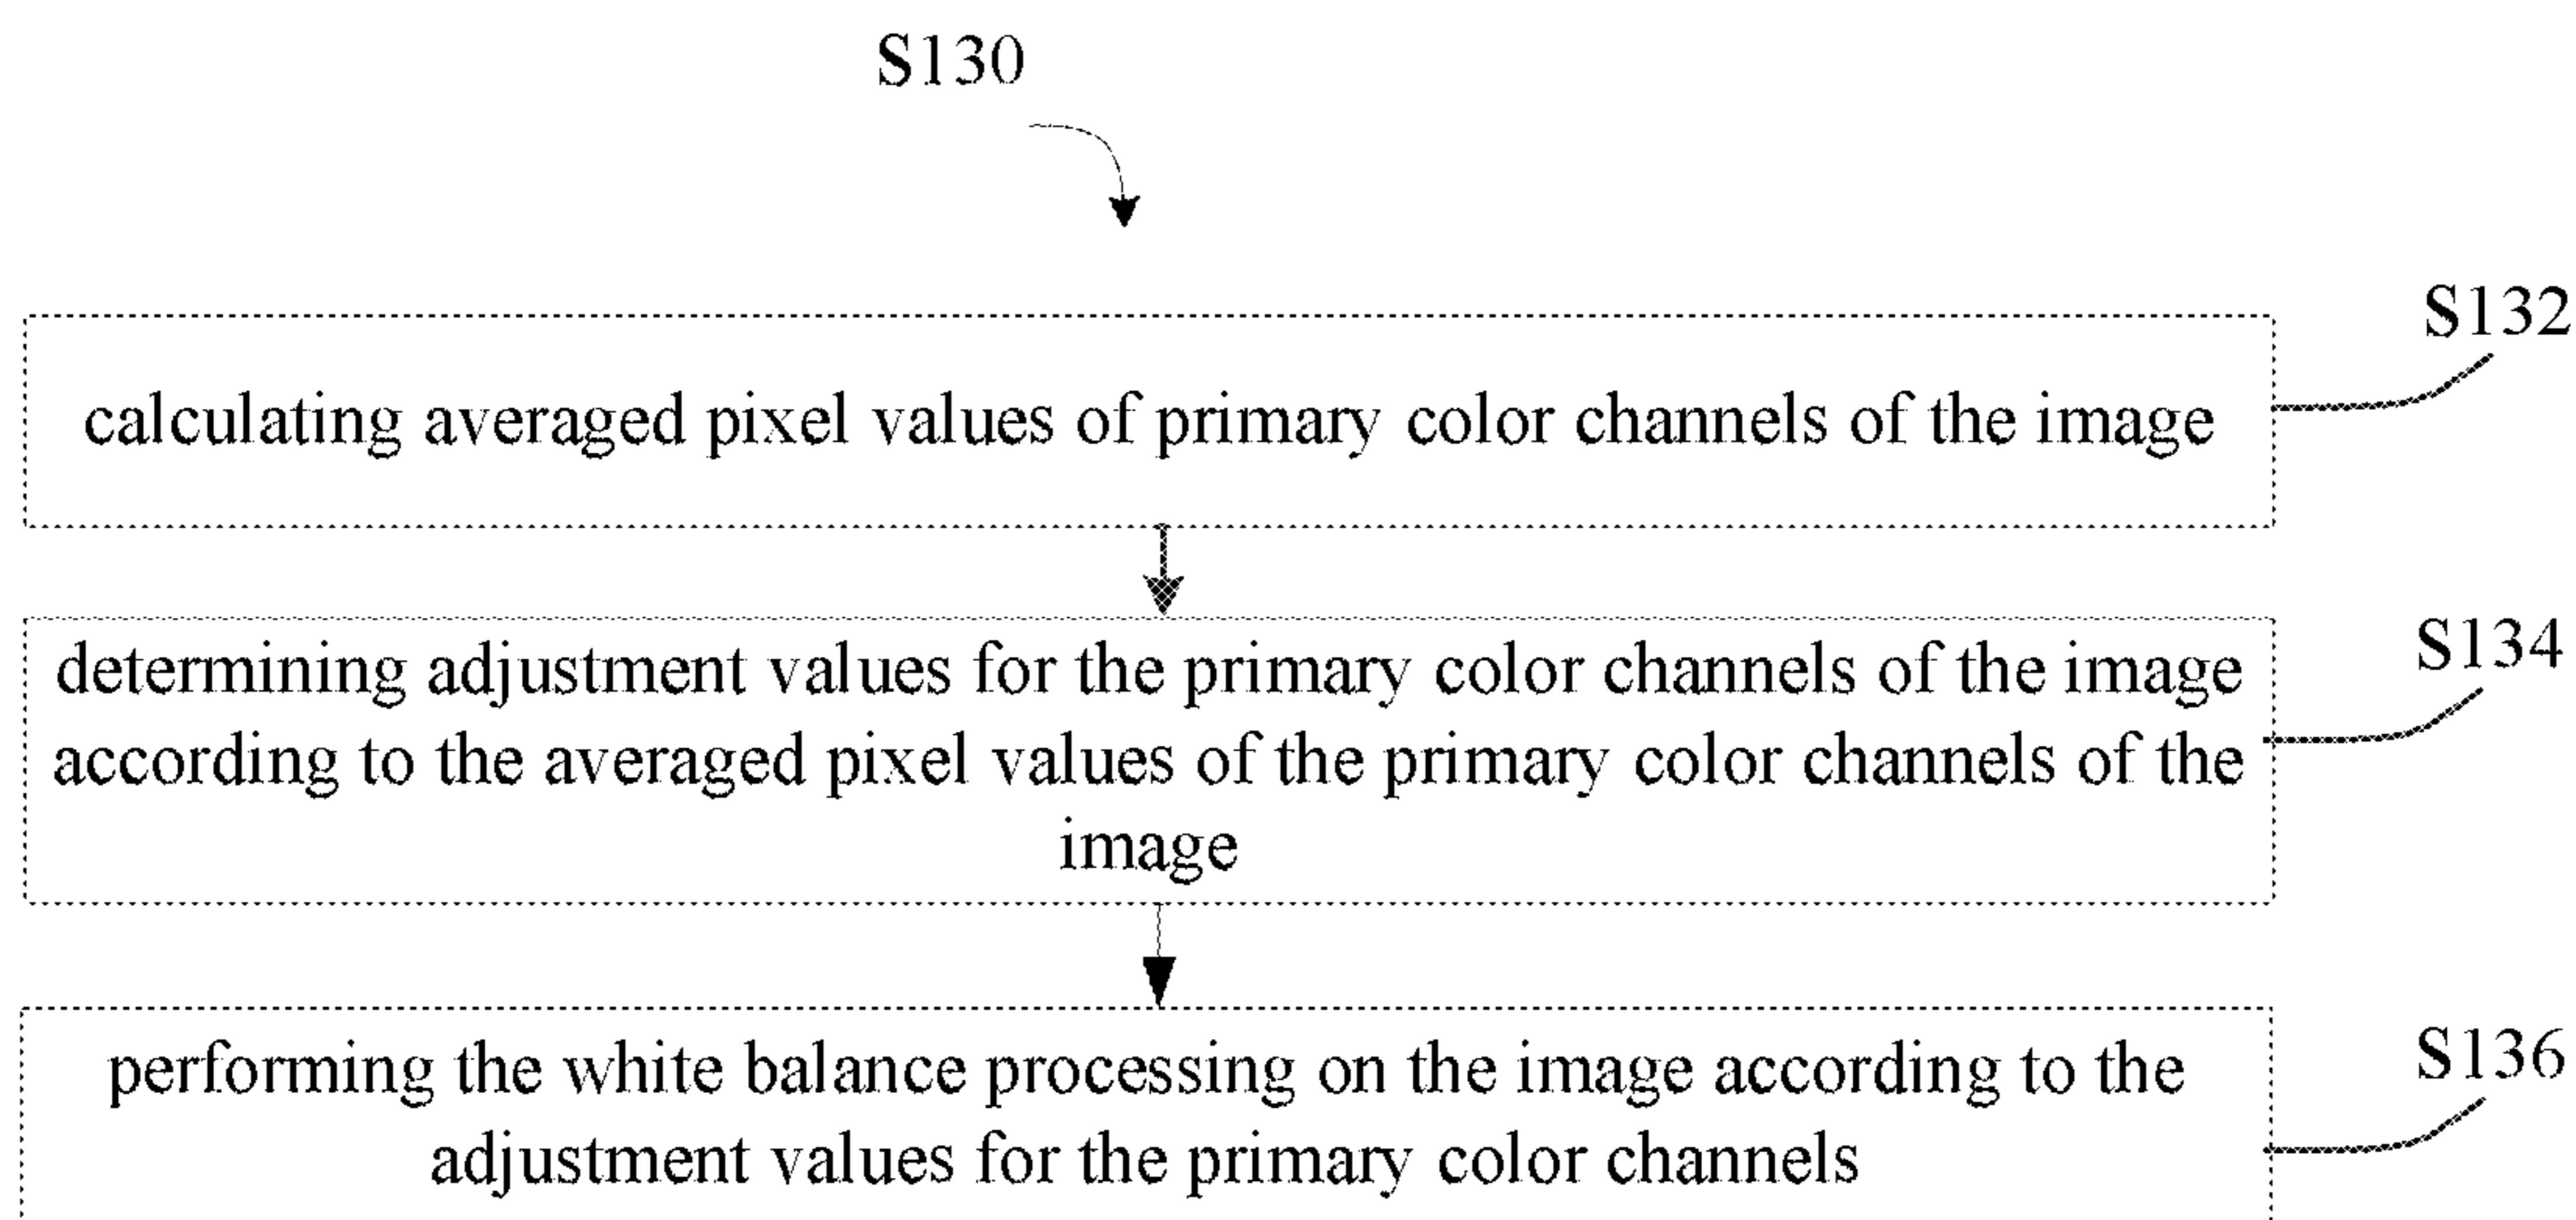 S130
S132
calculating averaged pixel values of primary color channels of the image
S134
determining adjustment values for the primary color channels of the image
according to the averaged pixel values of the primary color channels of the
image
S136
performing the white balance processing on the image according to the
adjustment values for the primary color channels